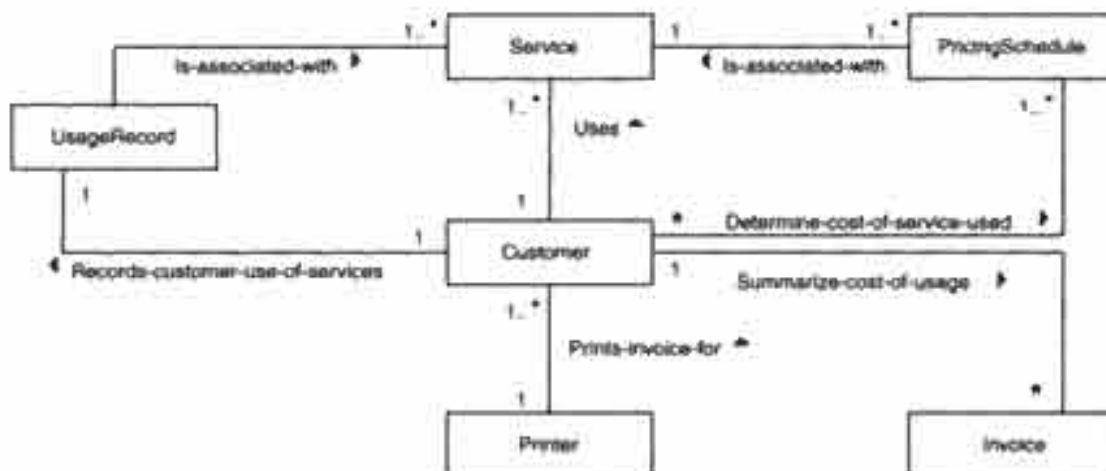 1..* Service 1 1..* PricingSchedule
Is-associated-with Is-associated-with
1..* 1..*
UsageRecord Uses
1 1 * Determine-cost-of-service-used
1 Customer
Records-customer-use-of-services 1 Summarize-cost-of-usage
1..*
Prints-invoice-for
1 *
Printer Invoice